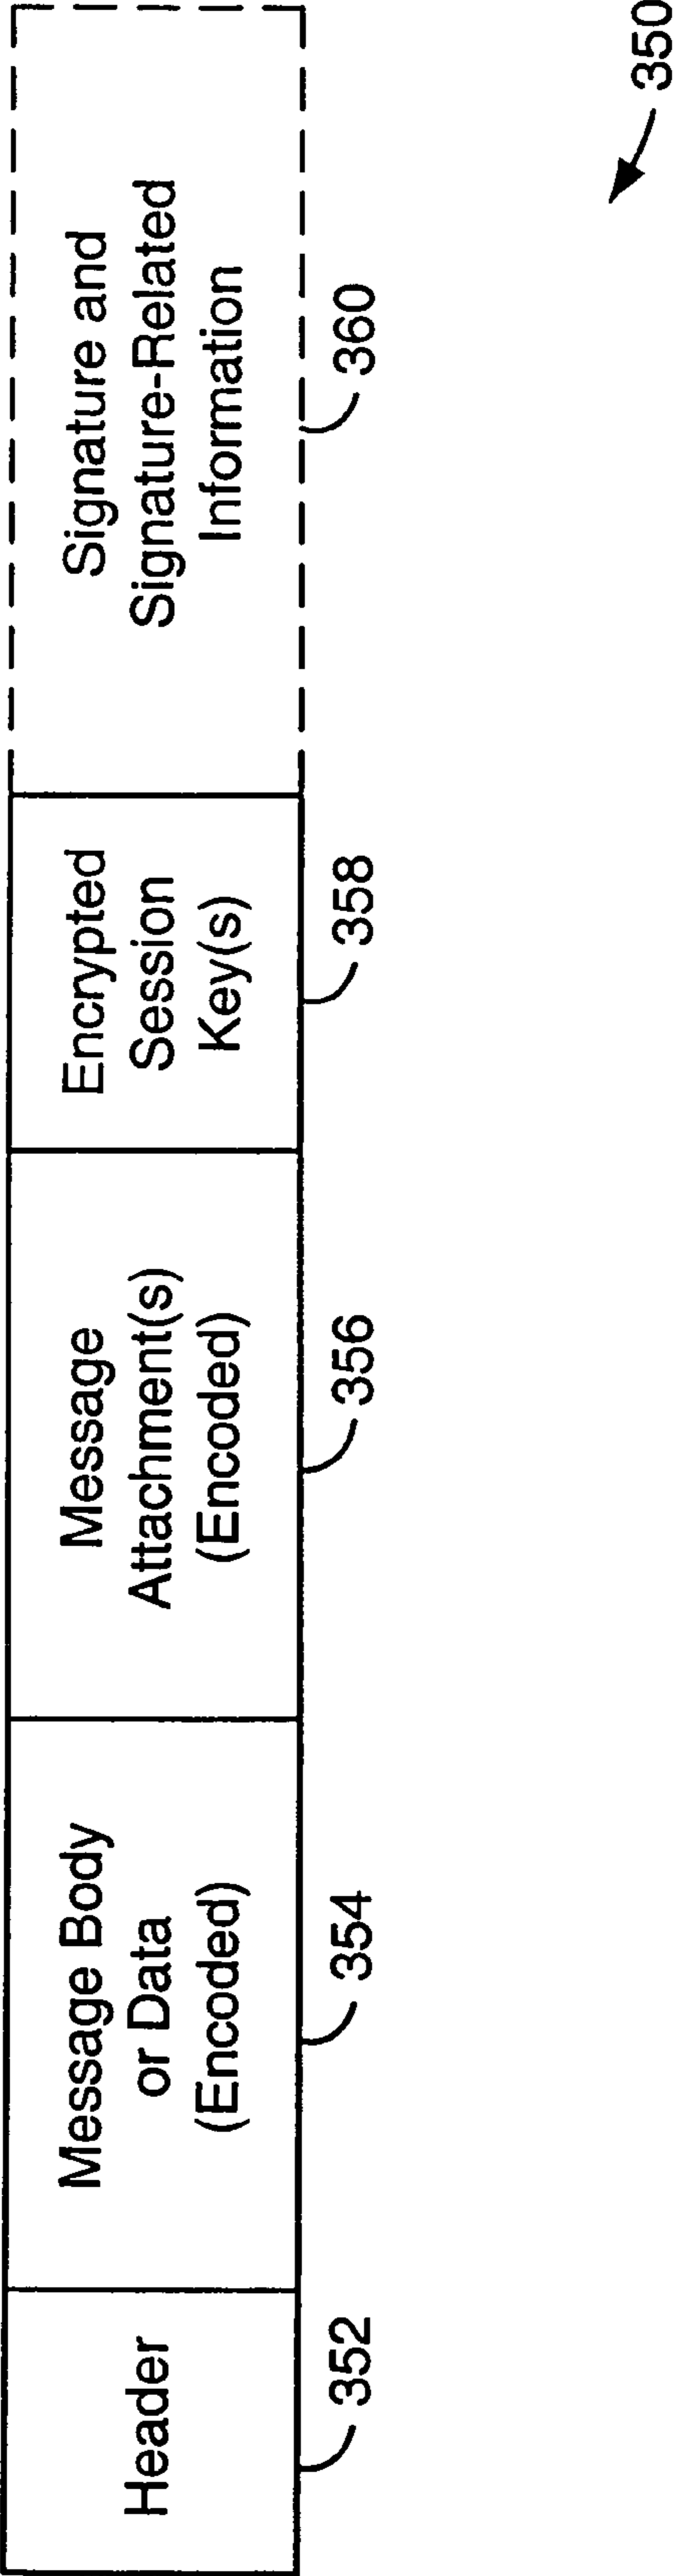 Header
352
Message Body
or Data
(Encoded)
354
Message
Attachment(s)
(Encoded)
356
Encrypted
Session
Key(s)
358
Signature and
Signature-Related
Information
360
350